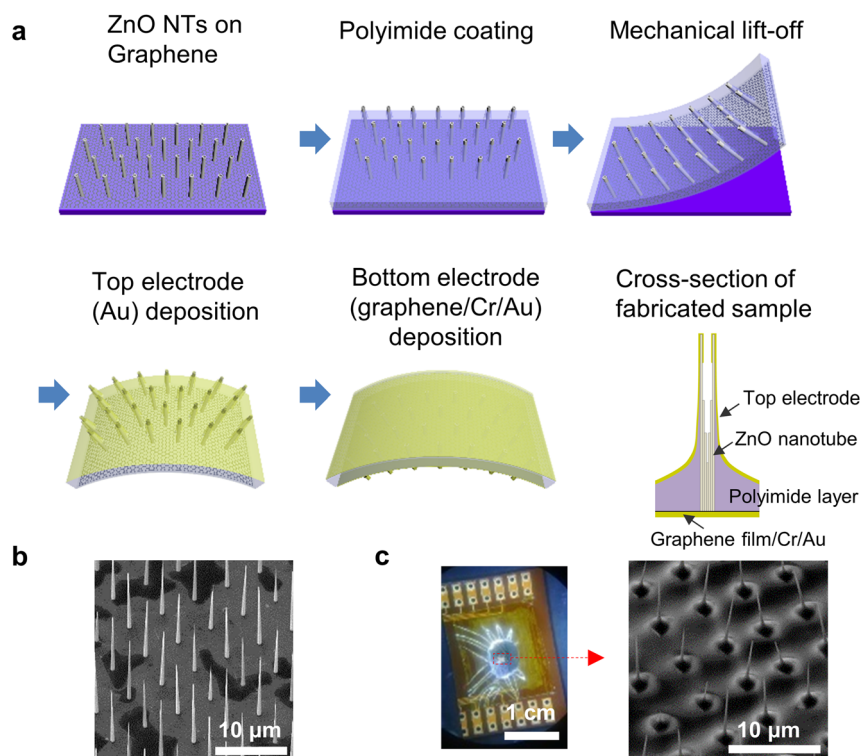 a
ZnO NTs on
Graphene
Polyimide coating
Mechanical lift-off
Top electrode
(Au) deposition
Bottom electrode
(graphene/Cr/Au)
deposition
Cross-section of
fabricated sample
Top electrode
ZnO nanotube
Polyimide layer
Graphene film/Cr/Au
b
10 μm
c
1 cm
10 μm